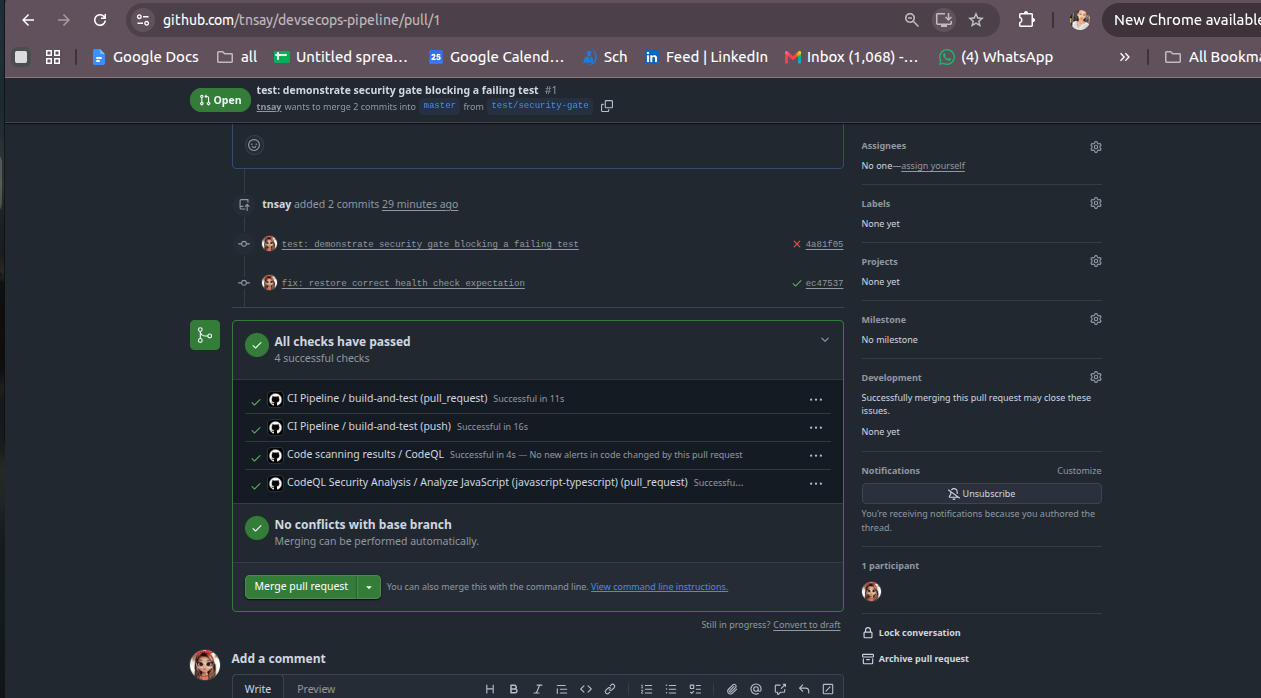 github.com/tnsay/devsecops-pipeline/pull/1
New Chrome available
Google Docs
all
Untitled sprea...
25
Google Calend...
Sch
in
Feed | LinkedIn
Inbox (1,068) -...
(4) WhatsApp
»
All Bookma
Open
test: demonstrate security gate blocking a failing test #1
tnsay wants to merge 2 commits into master from test/security-gate
tnsay added 2 commits 29 minutes ago
test: demonstrate security gate blocking a failing test
4a81f05
fix: restore correct health check expectation
ec47537
All checks have passed
4 successful checks
CI Pipeline / build-and-test (pull_request) Successful in 11s
CI Pipeline / build-and-test (push) Successful in 16s
Code scanning results / CodeQL Successful in 4s — No new alerts in code changed by this pull request
CodeQL Security Analysis / Analyze JavaScript (javascript-typescript) (pull_request) Successfu...
No conflicts with base branch
Merging can be performed automatically.
Merge pull request
You can also merge this with the command line. View command line instructions.
Still in progress? Convert to draft
Add a comment
Write
Preview
H B I
Assignees
No one—assign yourself
Labels
None yet
Projects
None yet
Milestone
No milestone
Development
Successfully merging this pull request may close these
issues.
None yet
Notifications
Customize
Unsubscribe
You're receiving notifications because you authored the
thread.
1 participant
Lock conversation
Archive pull request